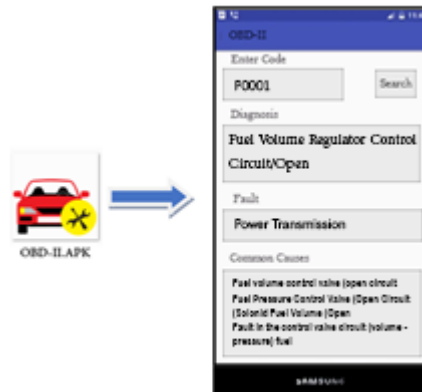 OBD-II
Enter Code
P0001
Search
Diagnosis
Fuel Volume Regulator Control
Circuit/Open
Fault
Power Transmission
Common Causes
Fuel volume control valve (open circuit
Fuel Pressure Control Valve (Open Circuit
(Solonid Fuel Volume (Open
Fault in the control valve circuit (volume -
pressure) fuel
SAMSUNG
OBD-II.APK